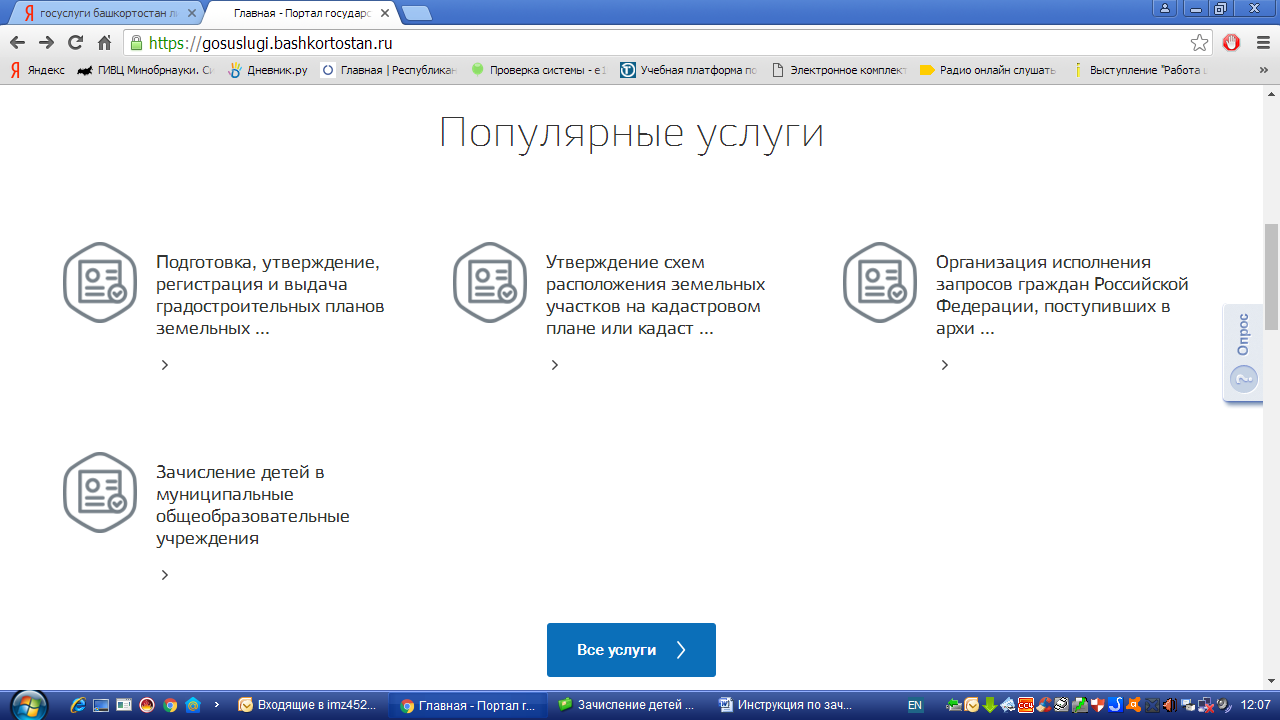 госуслуги башкортостан л
Главная - Портал государс
https://gosuslugi.bashkortostan.ru
Яндекс
ГИВЦ Минобрнауки. Си
Дневник.ру
Главная | Республикан
Проверка системы - e1
Учебная платформа по
Электронное комплект
Радио онлайн слушать
Выступление "Работа
»
Популярные услуги
Подготовка, утверждение,
регистрация и выдача
градостроительных планов
земельных ...
Утверждение схем
расположения земельных
участков на кадастровом
плане или кадаст ...
Организация исполнения
запросов граждан Российской
Федерации, поступивших в
архи ...
Зачисление детей в
муниципальные
общеобразовательные
учреждения
Все услуги
Опрос
?
Входящие в imz452...
Главная - Портал г...
Зачисление детей ...
Инструкция по зач...
EN
12:07